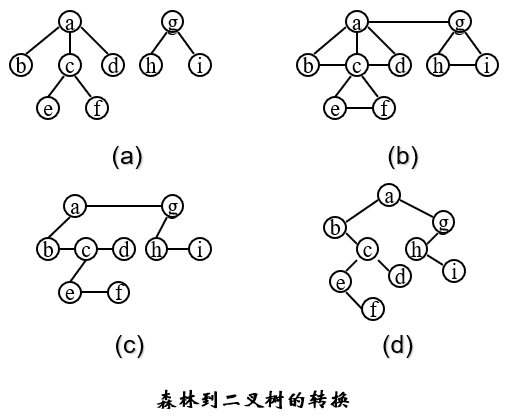 a g a g
b c d h i b c d h i
e f e f
(a) (b)
a g a
b g
b c d h i c h
e f e d i
f
(c) (d)
森林到二叉树的转换